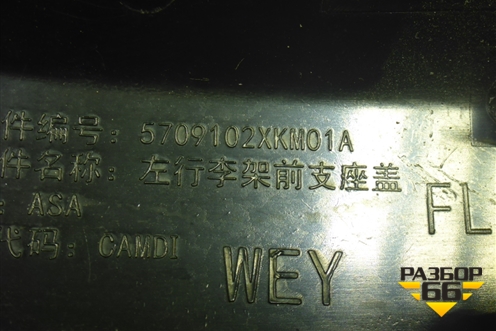 件编号: 5709102XKM01A
件名称: 左行李架前支座盖
: ASA
代码: CAMDI
WEY
FL
РАЗБОР
66